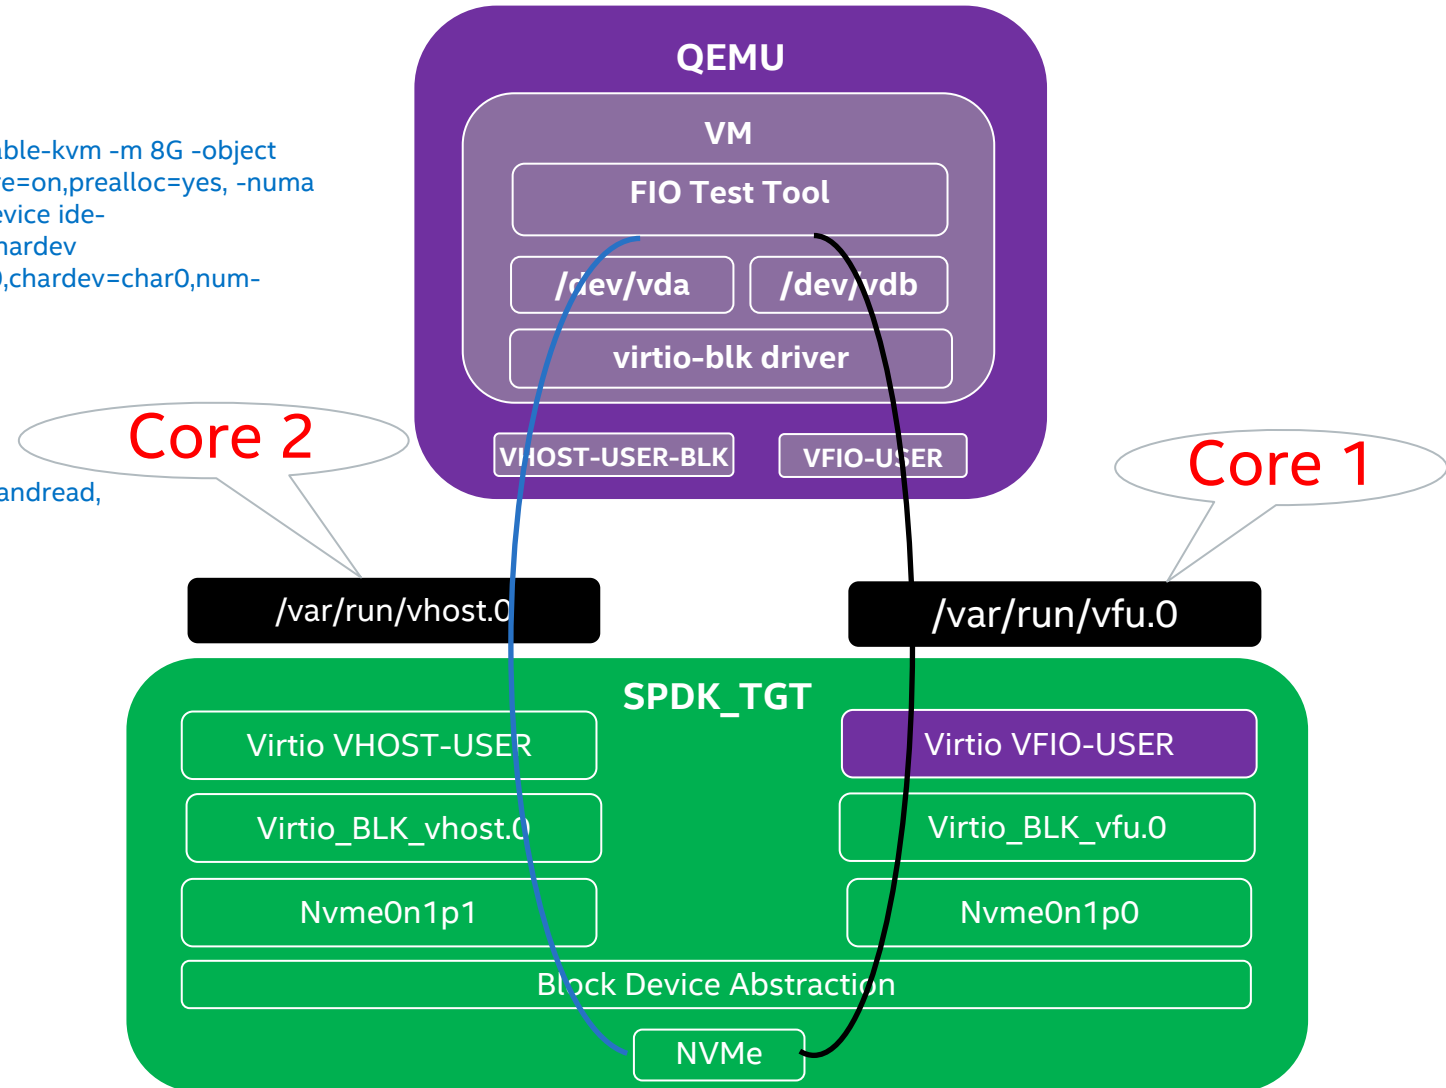 QEMU
VM
FIO Test Tool
/dev/vda
/dev/vdb
virtio-blk driver
VHOST-USER-BLK
VFIO-USER
able-kvm -m 8G -object
re=on,prealloc=yes, -numa
evice ide-
hardev
0,chardev=char0,num-
andread,
Core 2
Core 1
/var/run/vhost.0
/var/run/vfu.0
SPDK_TGT
Virtio VHOST-USER
Virtio VFIO-USER
Virtio_BLK_vhost.0
Virtio_BLK_vfu.0
Nvme0n1p1
Nvme0n1p0
Block Device Abstraction
NVMe